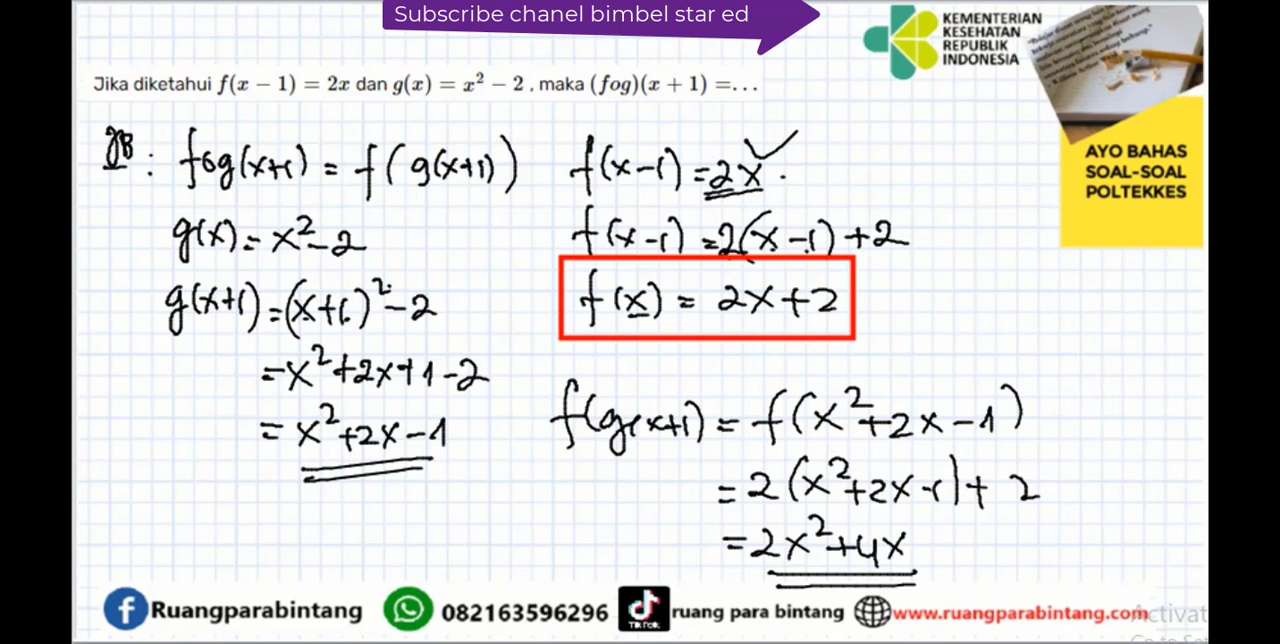 Subscribe chanel bimbel star ed
KEMENTERIAN
KESEHATAN
REPUBLIK
INDONESIA
Jika diketahui f(x − 1) = 2x dan g(x) = x² − 2 , maka (fog)(x + 1) =...
AYO BAHAS
SOAL-SOAL
POLTEKKES
JB : fog(x+1) = f(g(x+1))
g(x) = x²-2
g(x+1) = (x+1)²-2
= x²+2x+1-2
= x²+2x-1
f(x-1) = 2x.
f(x-1) = 2(x-1)+2
f(x) = 2x+2
f(g(x+1) = f(x²+2x-1)
= 2(x²+2x-1)+2
= 2x²+4x
Ruangparabintang
082163596296
TikTok
ruang para bintang
www.ruangparabintang.com
Activat